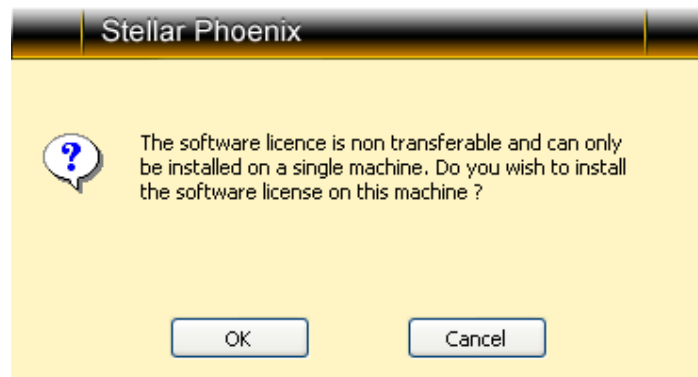 Stellar Phoenix
The software licence is non transferable and can only
be installed on a single machine. Do you wish to install
the software license on this machine ?
OK
Cancel